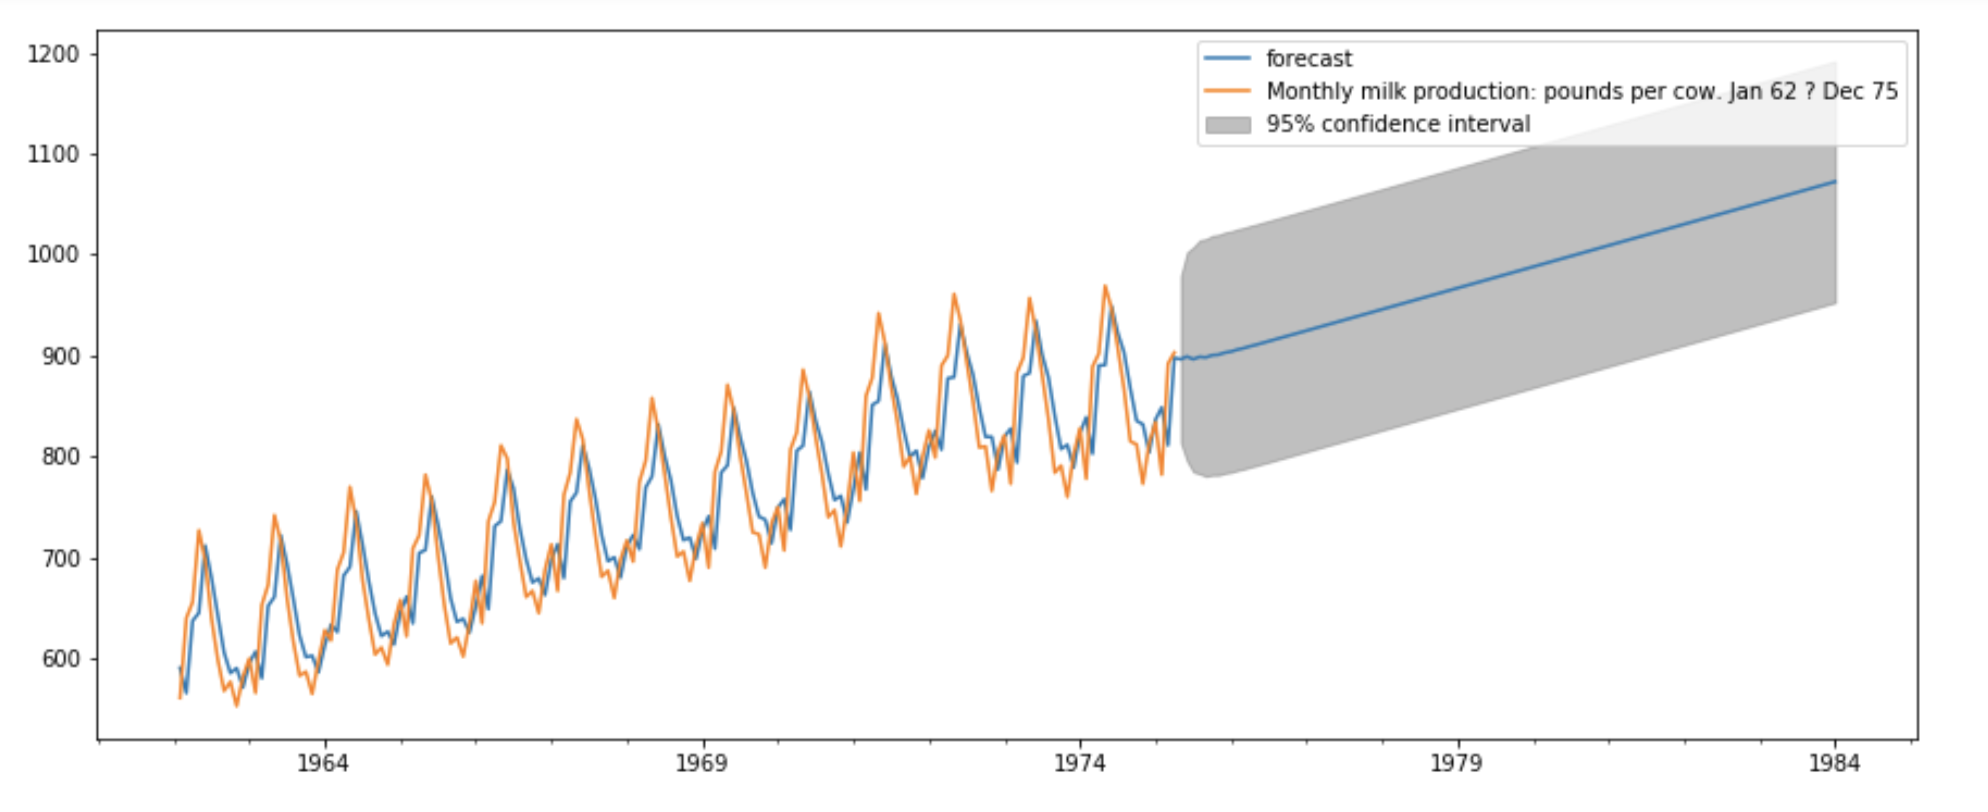 1200
1100
1000
900
800
700
600
forecast
Monthly milk production: pounds per cow. Jan 62 ? Dec 75
95% confidence interval
1964 1969 1974 1979 1984